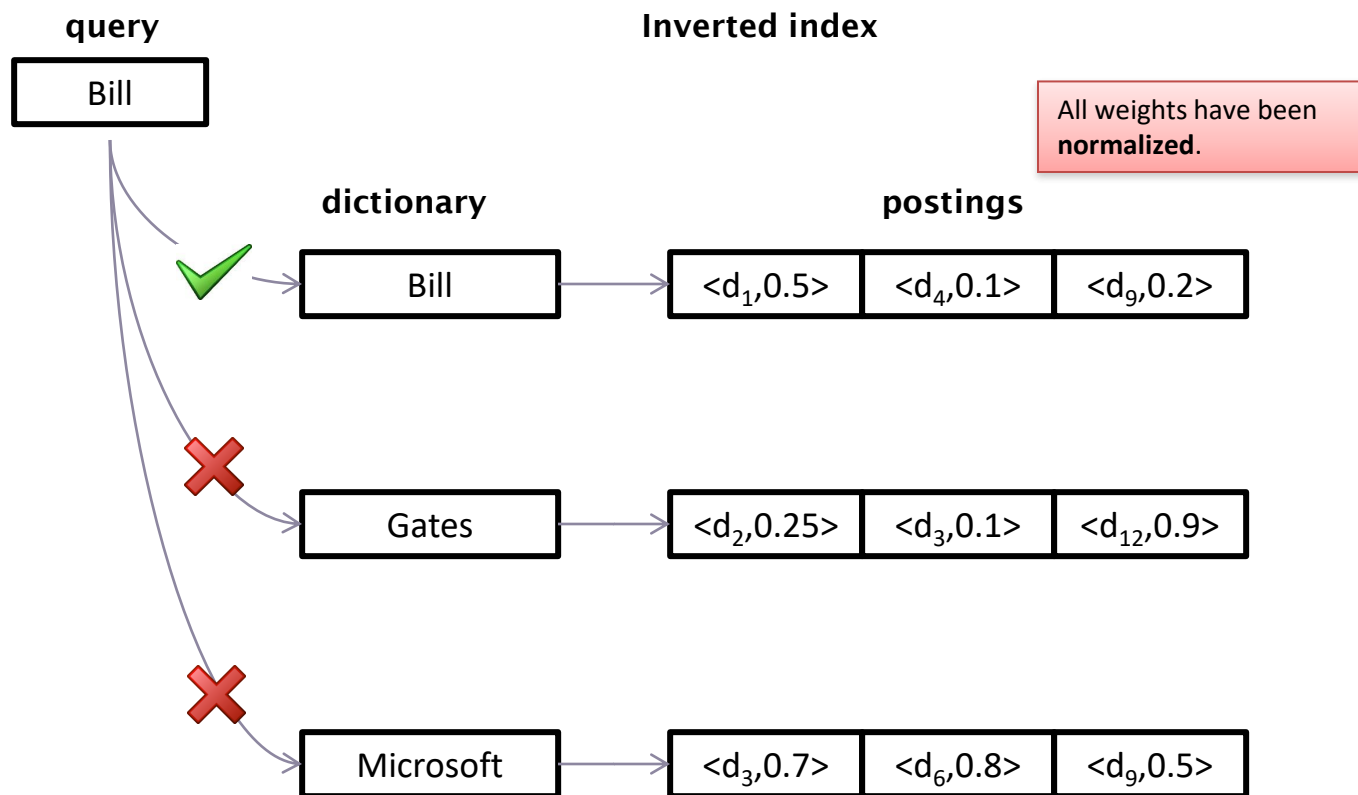 query
Inverted index
Bill
All weights have been
normalized.
dictionary
postings
Bill
<d₁,0.5>
<d₄,0.1>
<d₉,0.2>
Gates
<d₂,0.25>
<d₃,0.1>
<d₁₂,0.9>
Microsoft
<d₃,0.7>
<d₆,0.8>
<d₉,0.5>